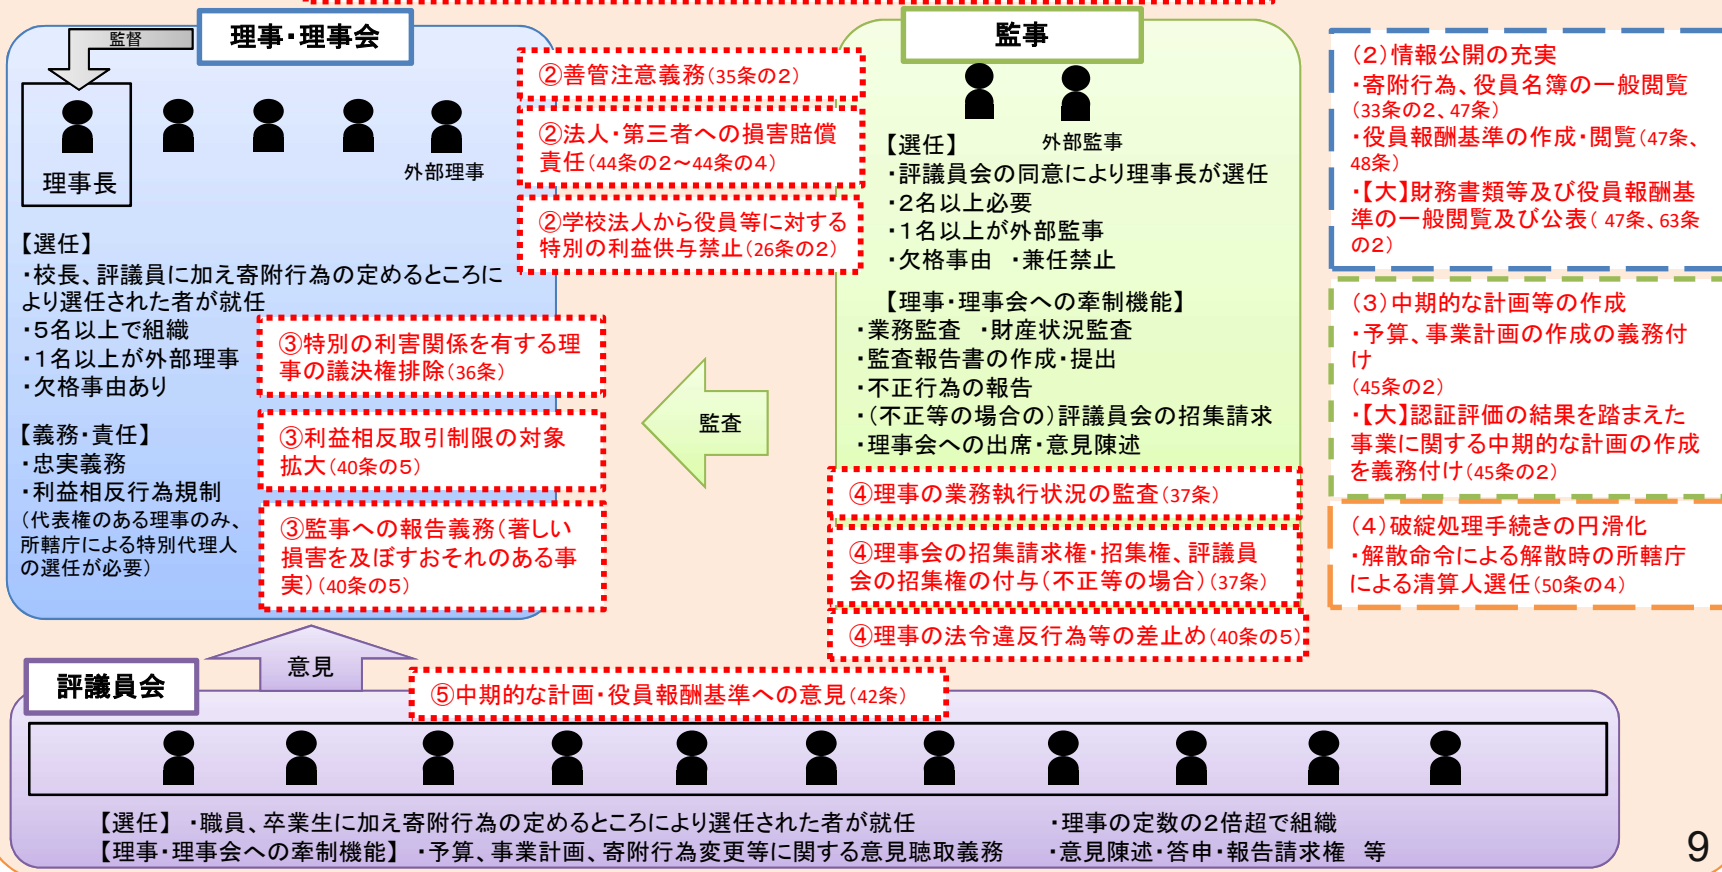 監督
理事・理事会
理事長
外部理事
【選任】
・校長、評議員に加え寄附行為の定めるところに
より選任された者が就任
・5名以上で組織
・1名以上が外部理事
・欠格事由あり
【義務・責任】
・忠実義務
・利益相反行為規制
（代表権のある理事のみ、
所轄庁による特別代理人
の選任が必要）
②善管注意義務（35条の2）
②法人・第三者への損害賠償
責任（44条の2～44条の4）
②学校法人から役員等に対する
特別の利益供与禁止（26条の2）
③特別の利害関係を有する理
事の議決権排除（36条）
③利益相反取引制限の対象
拡大（40条の5）
③監事への報告義務（著しい
損害を及ぼすおそれのある事
実）（40条の5）
監査
監事
外部監事
【選任】
・評議員会の同意により理事長が選任
・2名以上必要
・1名以上が外部監事
・欠格事由　・兼任禁止
【理事・理事会への牽制機能】
・業務監査　・財産状況監査
・監査報告書の作成・提出
・不正行為の報告
・（不正等の場合の）評議員会の招集請求
・理事会への出席・意見陳述
④理事の業務執行状況の監査（37条）
④理事会の招集請求権・招集権、評議員
会の招集権の付与（不正等の場合）（37条）
④理事の法令違反行為等の差止め（40条の5）
（2）情報公開の充実
・寄附行為、役員名簿の一般閲覧
（33条の2、47条）
・役員報酬基準の作成・閲覧（47条、
48条）
・【大】財務書類等及び役員報酬基
準の一般閲覧及び公表（ 47条、63条
の2）
（3）中期的な計画等の作成
・予算、事業計画の作成の義務付
け
（45条の2）
・【大】認証評価の結果を踏まえた
事業に関する中期的な計画の作成
を義務付け（45条の2）
（4）破綻処理手続きの円滑化
・解散命令による解散時の所轄庁
による清算人選任（50条の4）
意見
評議員会
⑤中期的な計画・役員報酬基準への意見（42条）
【選任】　・職員、卒業生に加え寄附行為の定めるところにより選任された者が就任　　・理事の定数の2倍超で組織
【理事・理事会への牽制機能】　・予算、事業計画、寄附行為変更等に関する意見聴取義務　　・意見陳述・答申・報告請求権　等
9